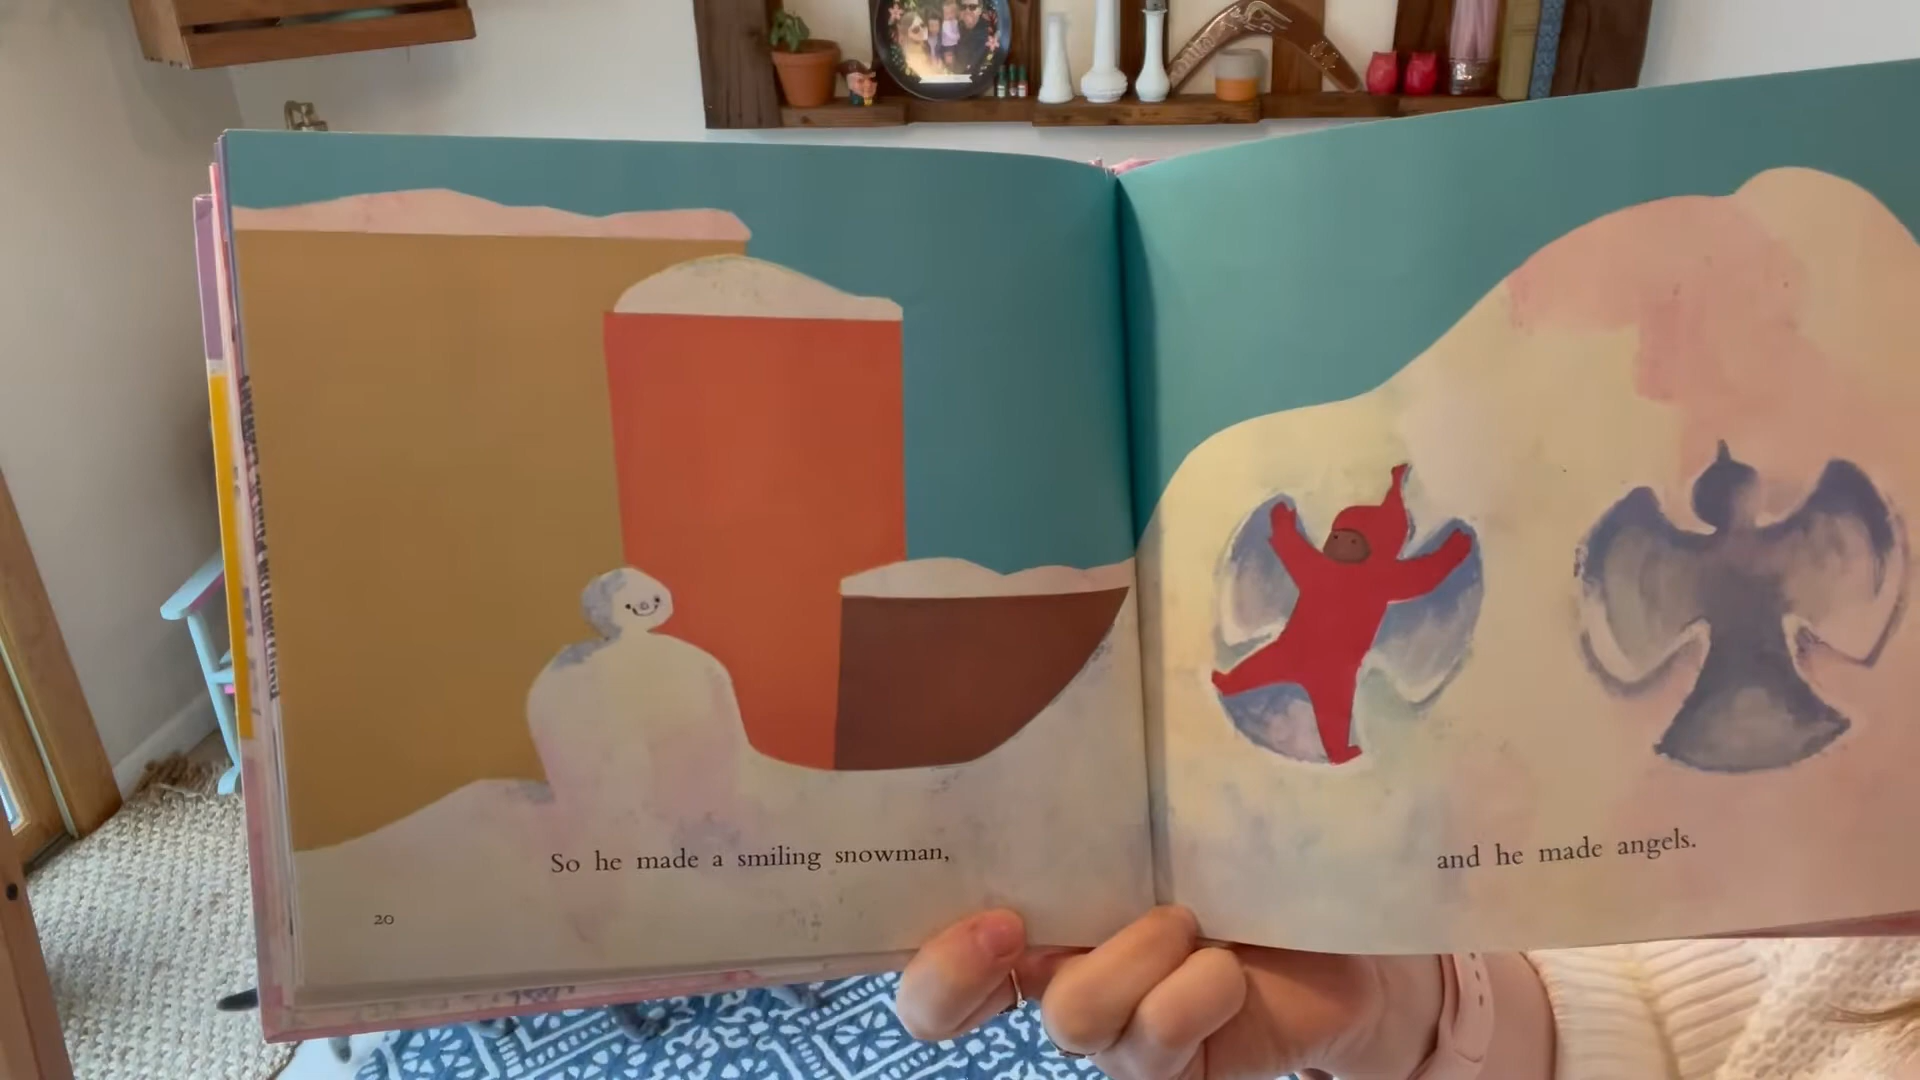 So he made a smiling snowman,
20
and he made angels.